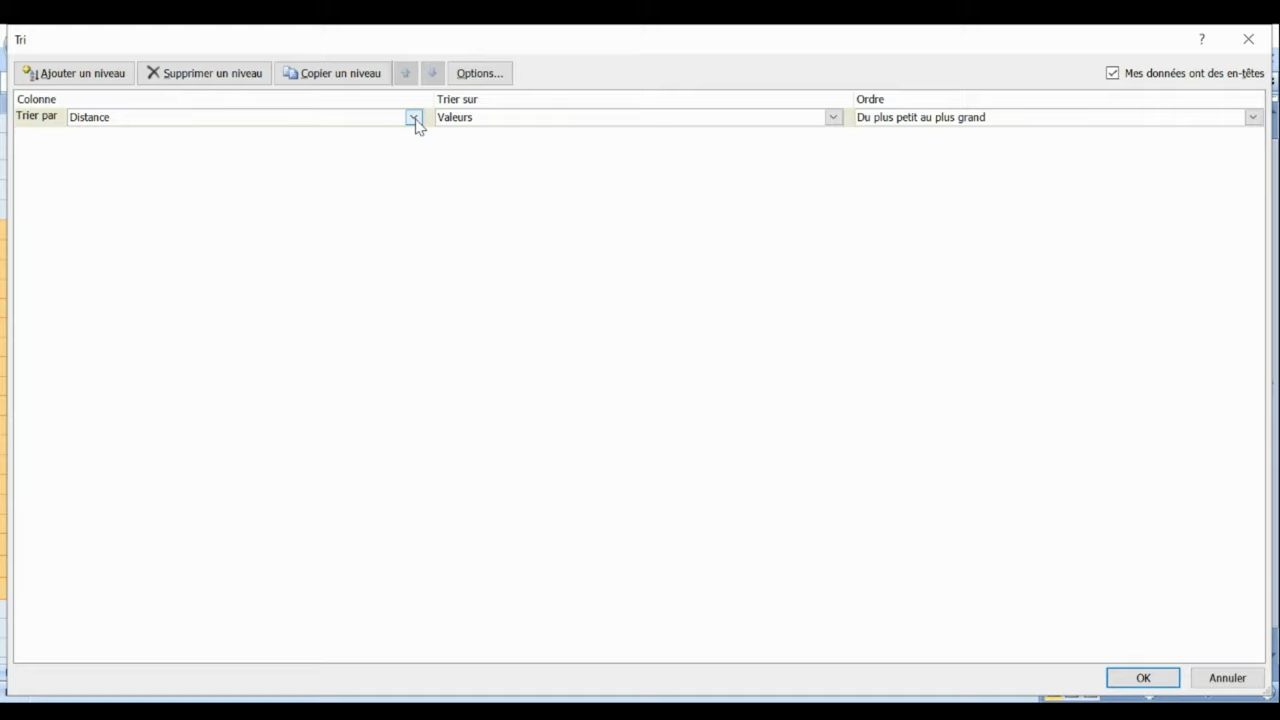 Tri
Ajouter un niveau Supprimer un niveau Copier un niveau Options... Mes données ont des en-têtes
Colonne Trier sur Ordre
Trier par Distance Valeurs Du plus petit au plus grand
OK Annuler